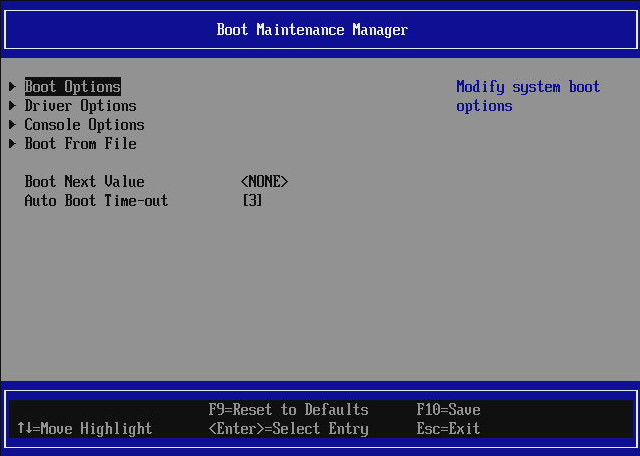 Boot Maintenance Manager
Boot Options Modify system boot
Driver Options options
Console Options
Boot From File
Boot Next Value <NONE>
Auto Boot Time-out [3]
F9=Reset to Defaults F10=Save
↑↓=Move Highlight <Enter>=Select Entry Esc=Exit